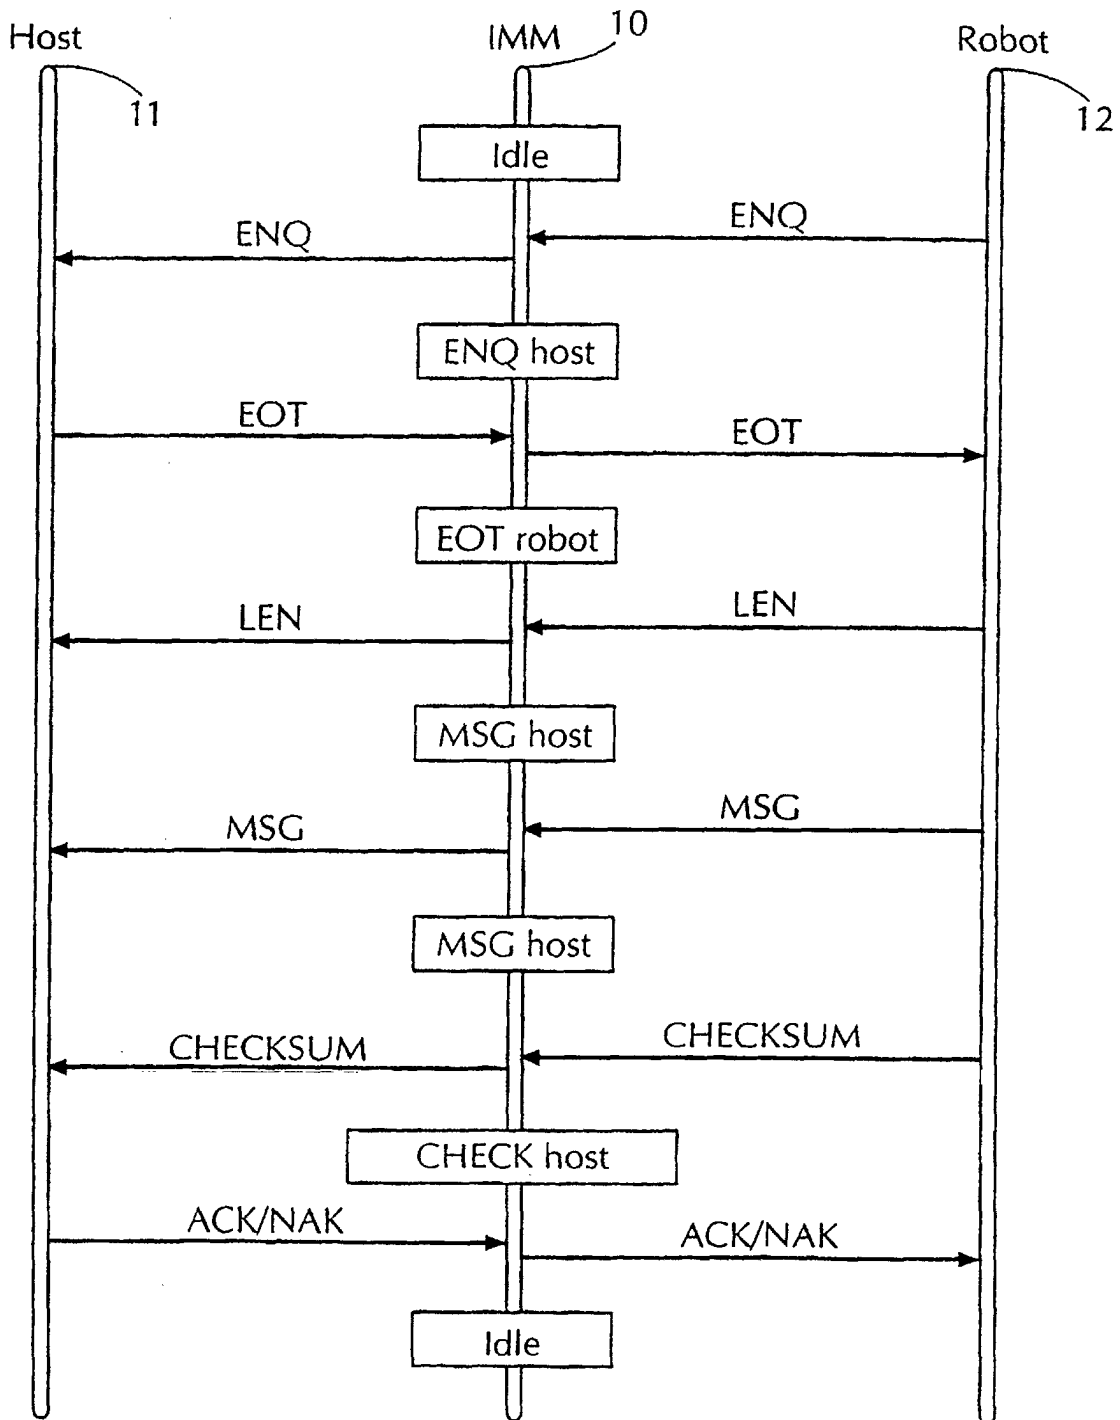 Host
IMM
10
Robot
11
12
Idle
ENQ
ENQ
ENQ host
EOT
EOT
EOT robot
LEN
LEN
MSG host
MSG
MSG
MSG host
CHECKSUM
CHECKSUM
CHECK host
ACK/NAK
ACK/NAK
Idle